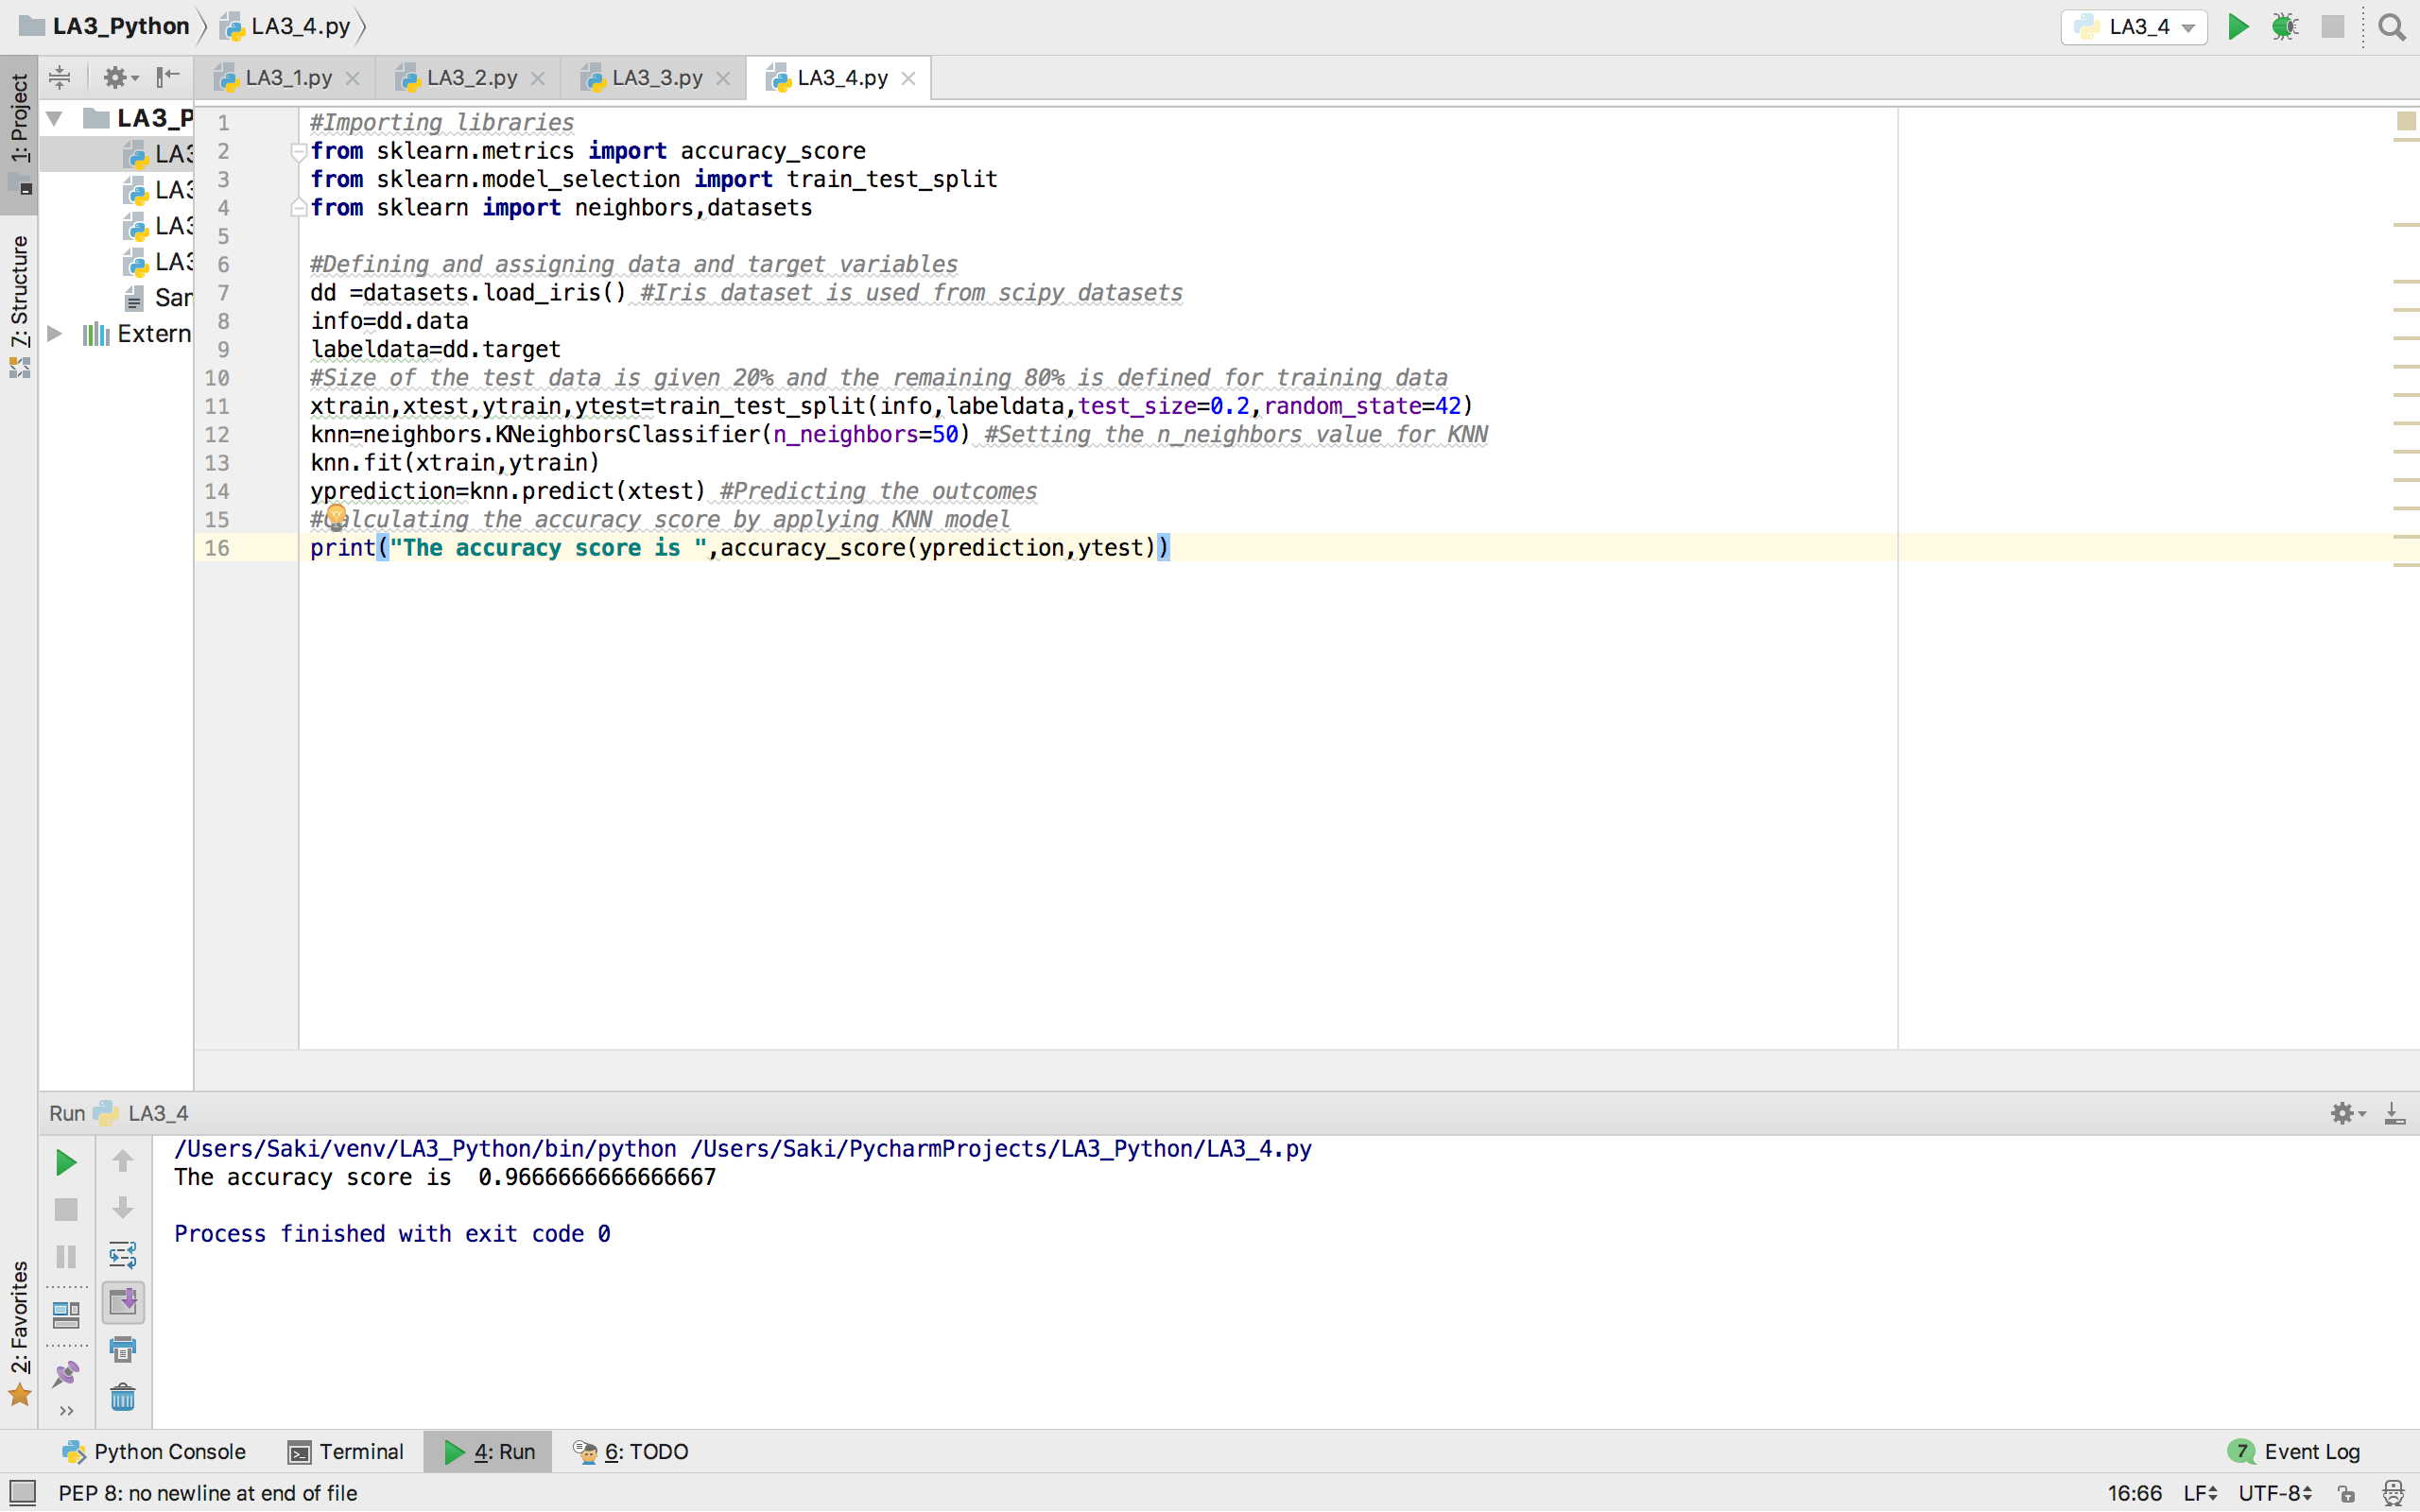 LA3_Python LA3_4.py LA3_4
1: Project
LA3_1.py LA3_2.py LA3_3.py LA3_4.py
LA3_P
LA3
LA3
LA3
LA3
San
Extern
7: Structure
1 #Importing libraries
2 from sklearn.metrics import accuracy_score
3 from sklearn.model_selection import train_test_split
4 from sklearn import neighbors,datasets
5
6 #Defining and assigning data and target variables
7 dd =datasets.load_iris() #Iris dataset is used from scipy datasets
8 info=dd.data
9 labeldata=dd.target
10 #Size of the test data is given 20% and the remaining 80% is defined for training data
11 xtrain,xtest,ytrain,ytest=train_test_split(info,labeldata,test_size=0.2,random_state=42)
12 knn=neighbors.KNeighborsClassifier(n_neighbors=50) #Setting the n_neighbors value for KNN
13 knn.fit(xtrain,ytrain)
14 yprediction=knn.predict(xtest) #Predicting the outcomes
15 #Calculating the accuracy score by applying KNN model
16 print("The accuracy score is ",accuracy_score(yprediction,ytest))
Run LA3_4
/Users/Saki/venv/LA3_Python/bin/python /Users/Saki/PycharmProjects/LA3_Python/LA3_4.py
The accuracy score is  0.9666666666666667
Process finished with exit code 0
2: Favorites
>>
Python Console Terminal 4: Run 6: TODO 7 Event Log
PEP 8: no newline at end of file 16:66 LF UTF-8